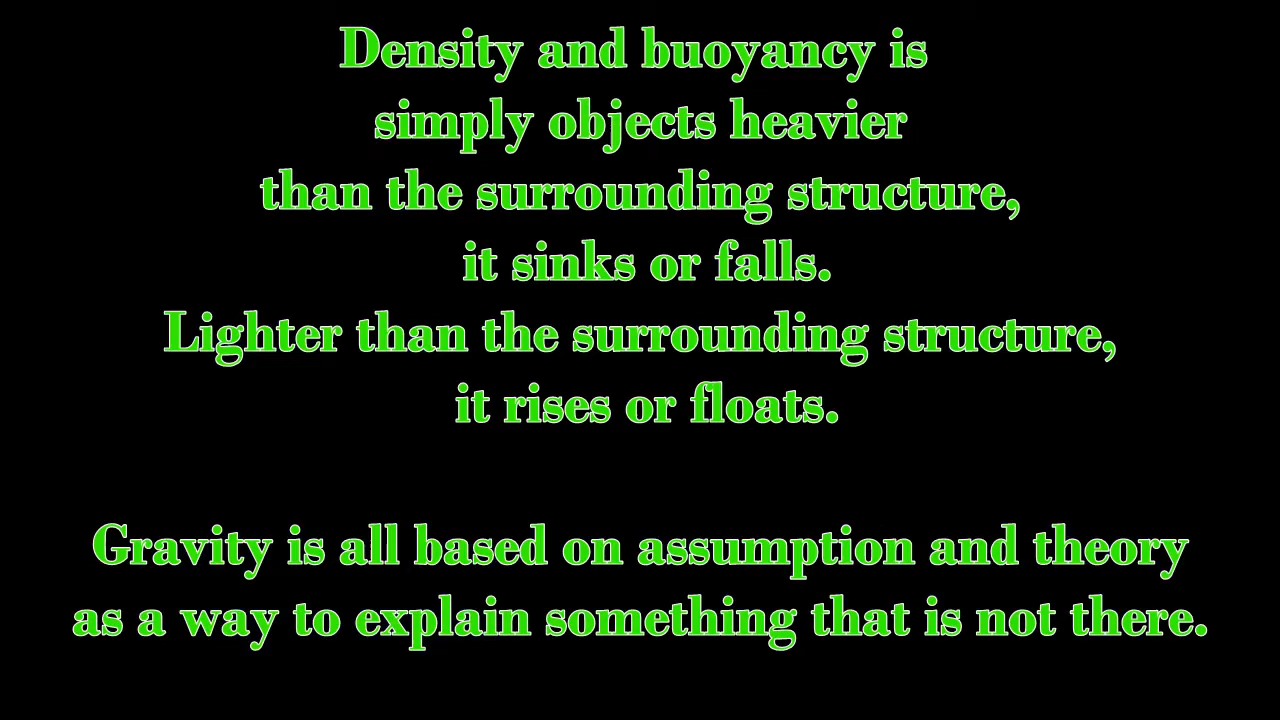 Density and buoyancy is
simply objects heavier
than the surrounding structure,
it sinks or falls.
Lighter than the surrounding structure,
it rises or floats.
Gravity is all based on assumption and theory
as a way to explain something that is not there.